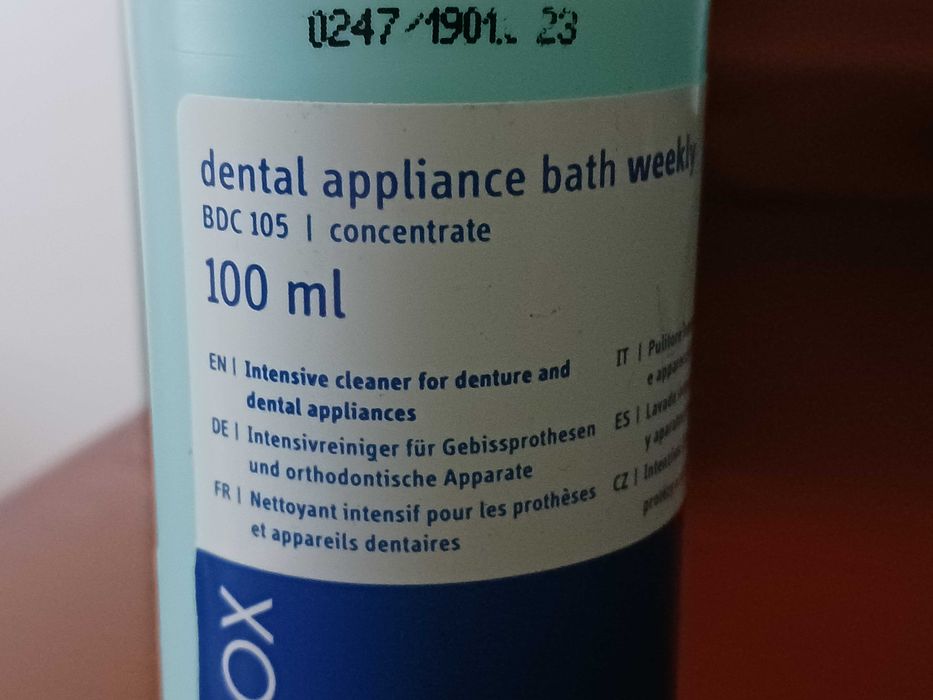 0247/1901.. 23
dental appliance bath weekly
BDC 105 | concentrate
100 ml
EN | Intensive cleaner for denture and
dental appliances
DE | Intensivreiniger für Gebissprothesen
und orthodontische Apparate
FR | Nettoyant intensif pour les prothèses
et appareils dentaires
IT |
ES |
CZ |
OX